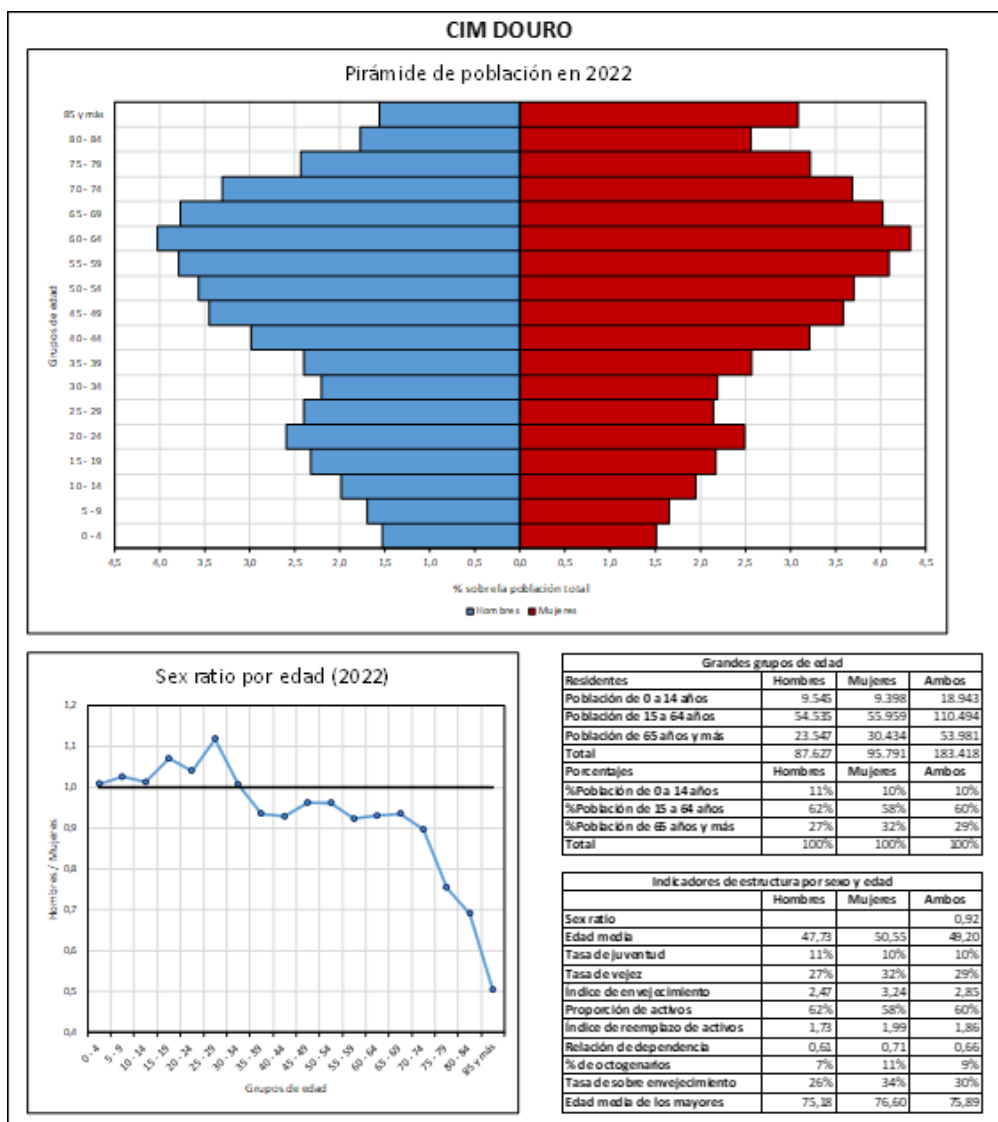 CIM DOURO
Pirámide de población en 2022
85 y más
80 - 84
75 - 79
70 - 74
65 - 69
60 - 64
55 - 59
50 - 54
45 - 49
40 - 44
35 - 39
30 - 34
25 - 29
20 - 24
15 - 19
10 - 14
5 - 9
0 - 4
Grupos de edad
4,5 4,0 3,5 3,0 2,5 2,0 1,5 1,0 0,5 0,0 0,5 1,0 1,5 2,0 2,5 3,0 3,5 4,0 4,5
% sobre la población total
Hombres Mujeres
Sex ratio por edad (2022)
1,2
1,1
1,0
0,9
0,8
0,7
0,6
0,5
0,4
Hombres / Mujeres
0 - 4 5 - 9 10 - 14 15 - 19 20 - 24 25 - 29 30 - 34 35 - 39 40 - 44 45 - 49 50 - 54 55 - 59 60 - 64 65 - 69 70 - 74 75 - 79 80 - 84 85 y más
Grupos de edad
Grandes grupos de edad
Residentes Hombres Mujeres Ambos
Población de 0 a 14 años 9.545 9.398 18.943
Población de 15 a 64 años 54.535 55.959 110.494
Población de 65 años y más 23.547 30.434 53.981
Total 87.627 95.791 183.418
Porcentajes Hombres Mujeres Ambos
%Población de 0 a 14 años 11% 10% 10%
%Población de 15 a 64 años 62% 58% 60%
%Población de 65 años y más 27% 32% 29%
Total 100% 100% 100%
Indicadores de estructura por sexo y edad
Hombres Mujeres Ambos
Sex ratio 0,92
Edad media 47,73 50,55 49,20
Tasa de juventud 11% 10% 10%
Tasa de vejez 27% 32% 29%
Índice de envejecimiento 2,47 3,24 2,85
Proporción de activos 62% 58% 60%
Índice de reemplazo de activos 1,73 1,99 1,86
Relación de dependencia 0,61 0,71 0,66
% de octogenarios 7% 11% 9%
Tasa de sobre envejecimiento 26% 34% 30%
Edad media de los mayores 75,18 76,60 75,89